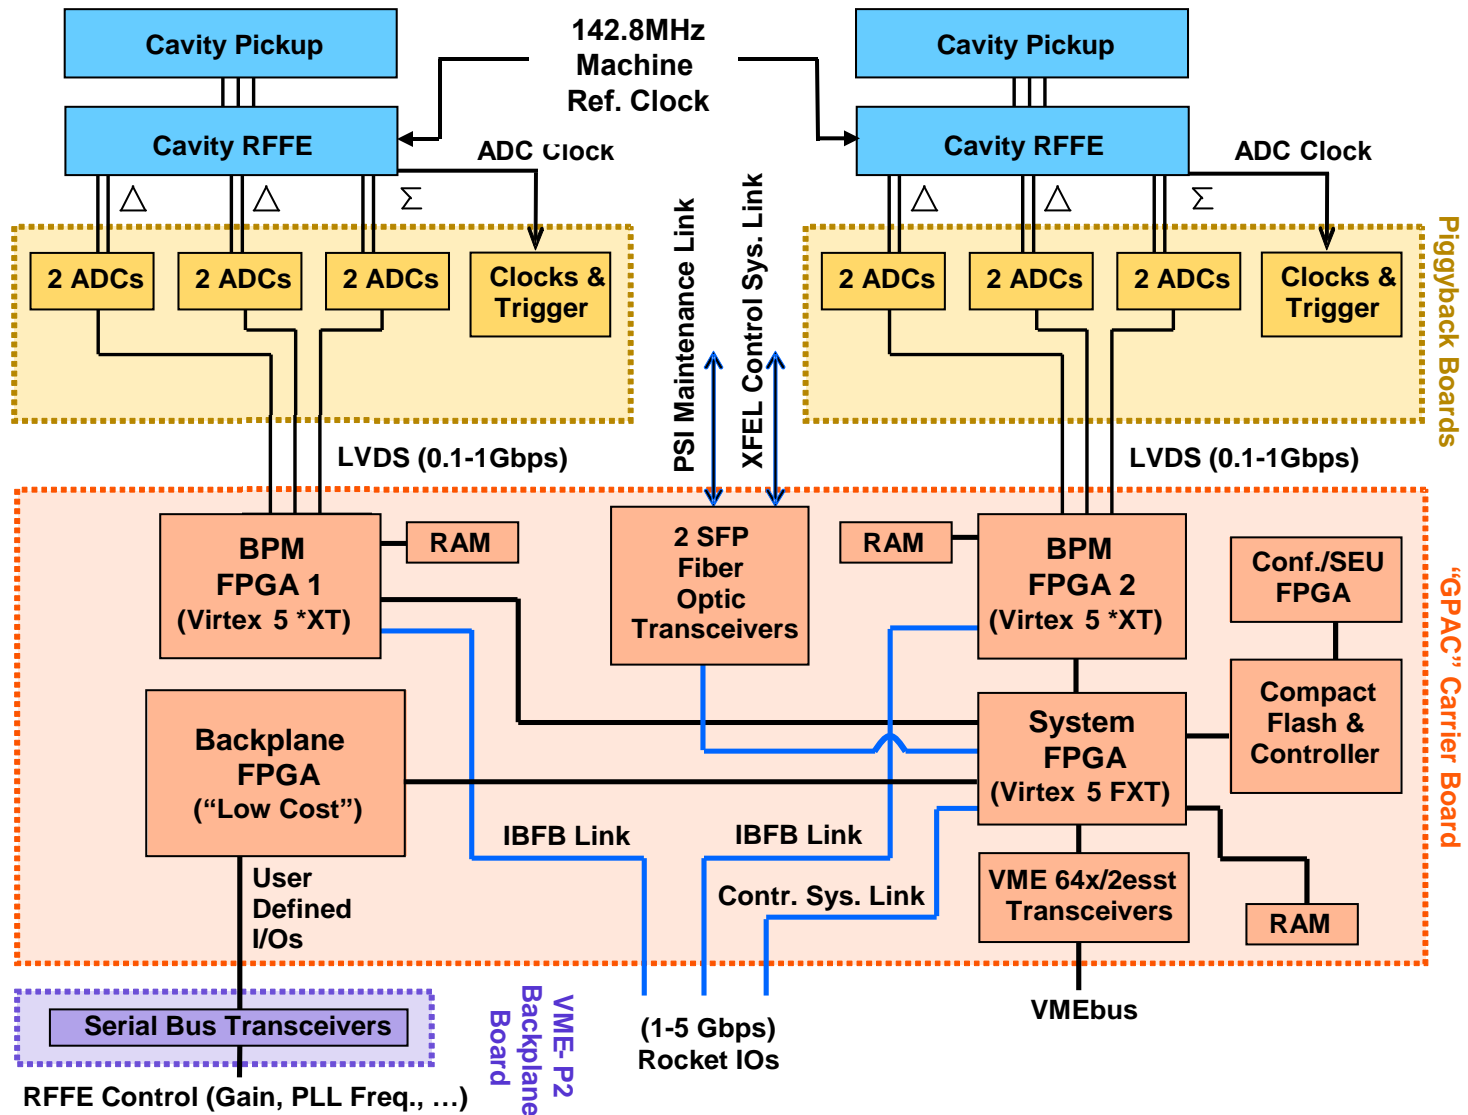 Cavity Pickup
142.8MHz
Machine
Ref. Clock
Cavity Pickup
Cavity RFFE
ADC Clock
Cavity RFFE
ADC Clock
△
△
Σ
△
△
Σ
2 ADCs
2 ADCs
2 ADCs
Clocks &
Trigger
PSI Maintenance Link
XFEL Control Sys. Link
2 ADCs
2 ADCs
2 ADCs
Clocks &
Trigger
Piggyback Boards
LVDS (0.1-1Gbps)
LVDS (0.1-1Gbps)
BPM
FPGA 1
(Virtex 5 *XT)
RAM
2 SFP
Fiber
Optic
Transceivers
RAM
BPM
FPGA 2
(Virtex 5 *XT)
Conf./SEU
FPGA
"GPAC" Carrier Board
Backplane
FPGA
(“Low Cost”)
System
FPGA
(Virtex 5 FXT)
Compact
Flash &
Controller
IBFB Link
IBFB Link
Contr. Sys. Link
VME 64x/2esst
Transceivers
RAM
User
Defined
I/Os
VME- P2
Backplane
Board
(1-5 Gbps)
Rocket IOs
VMEbus
Serial Bus Transceivers
RFFE Control (Gain, PLL Freq., …)